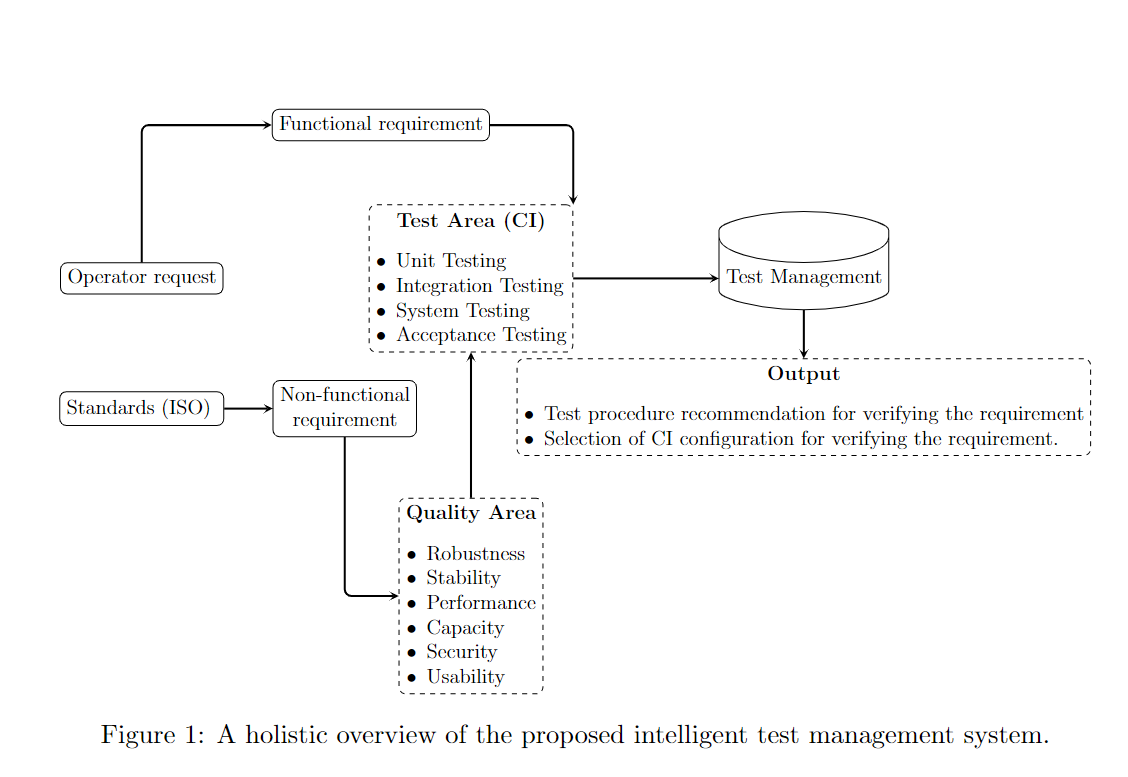 Functional requirement
Operator request
Test Area (CI)
• Unit Testing
• Integration Testing
• System Testing
• Acceptance Testing
Test Management
Standards (ISO)
Non-functional
requirement
Output
• Test procedure recommendation for verifying the requirement
• Selection of CI configuration for verifying the requirement.
Quality Area
• Robustness
• Stability
• Performance
• Capacity
• Security
• Usability
Figure 1: A holistic overview of the proposed intelligent test management system.